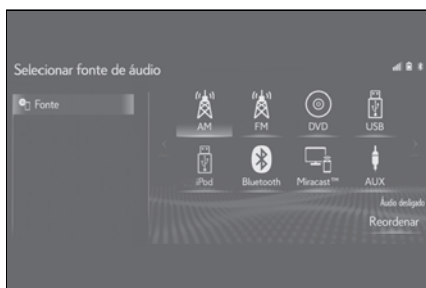 Selecionar fonte de áudio
Fonte
AM
FM
DVD
USB
iPod
Bluetooth
Miracast™
AUX
Áudio desligado
Reordenar